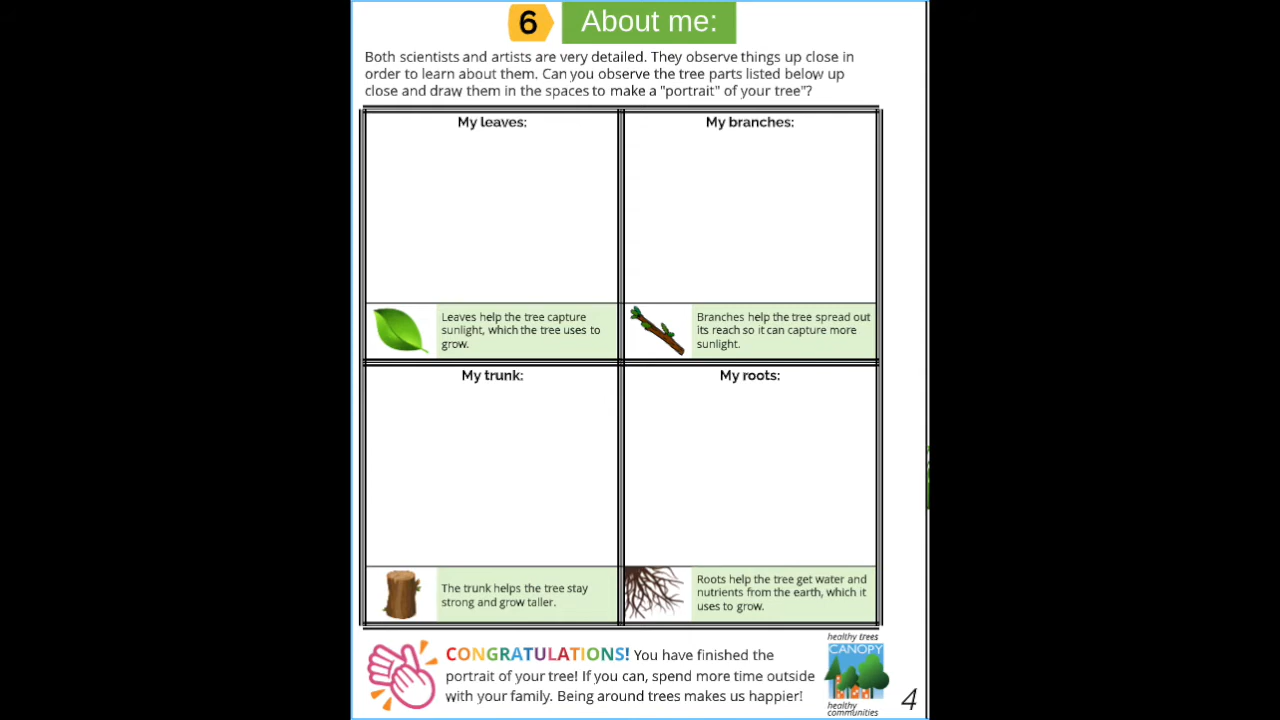 6 About me:
Both scientists and artists are very detailed. They observe things up close in
order to learn about them. Can you observe the tree parts listed below up
close and draw them in the spaces to make a "portrait" of your tree"?
My leaves:
My branches:
Leaves help the tree capture
sunlight, which the tree uses to
grow.
Branches help the tree spread out
its reach so it can capture more
sunlight.
My trunk:
My roots:
The trunk helps the tree stay
strong and grow taller.
Roots help the tree get water and
nutrients from the earth, which it
uses to grow.
CONGRATULATIONS! You have finished the
portrait of your tree! If you can, spend more time outside
with your family. Being around trees makes us happier!
healthy trees
CANOPY
healthy
communities
4